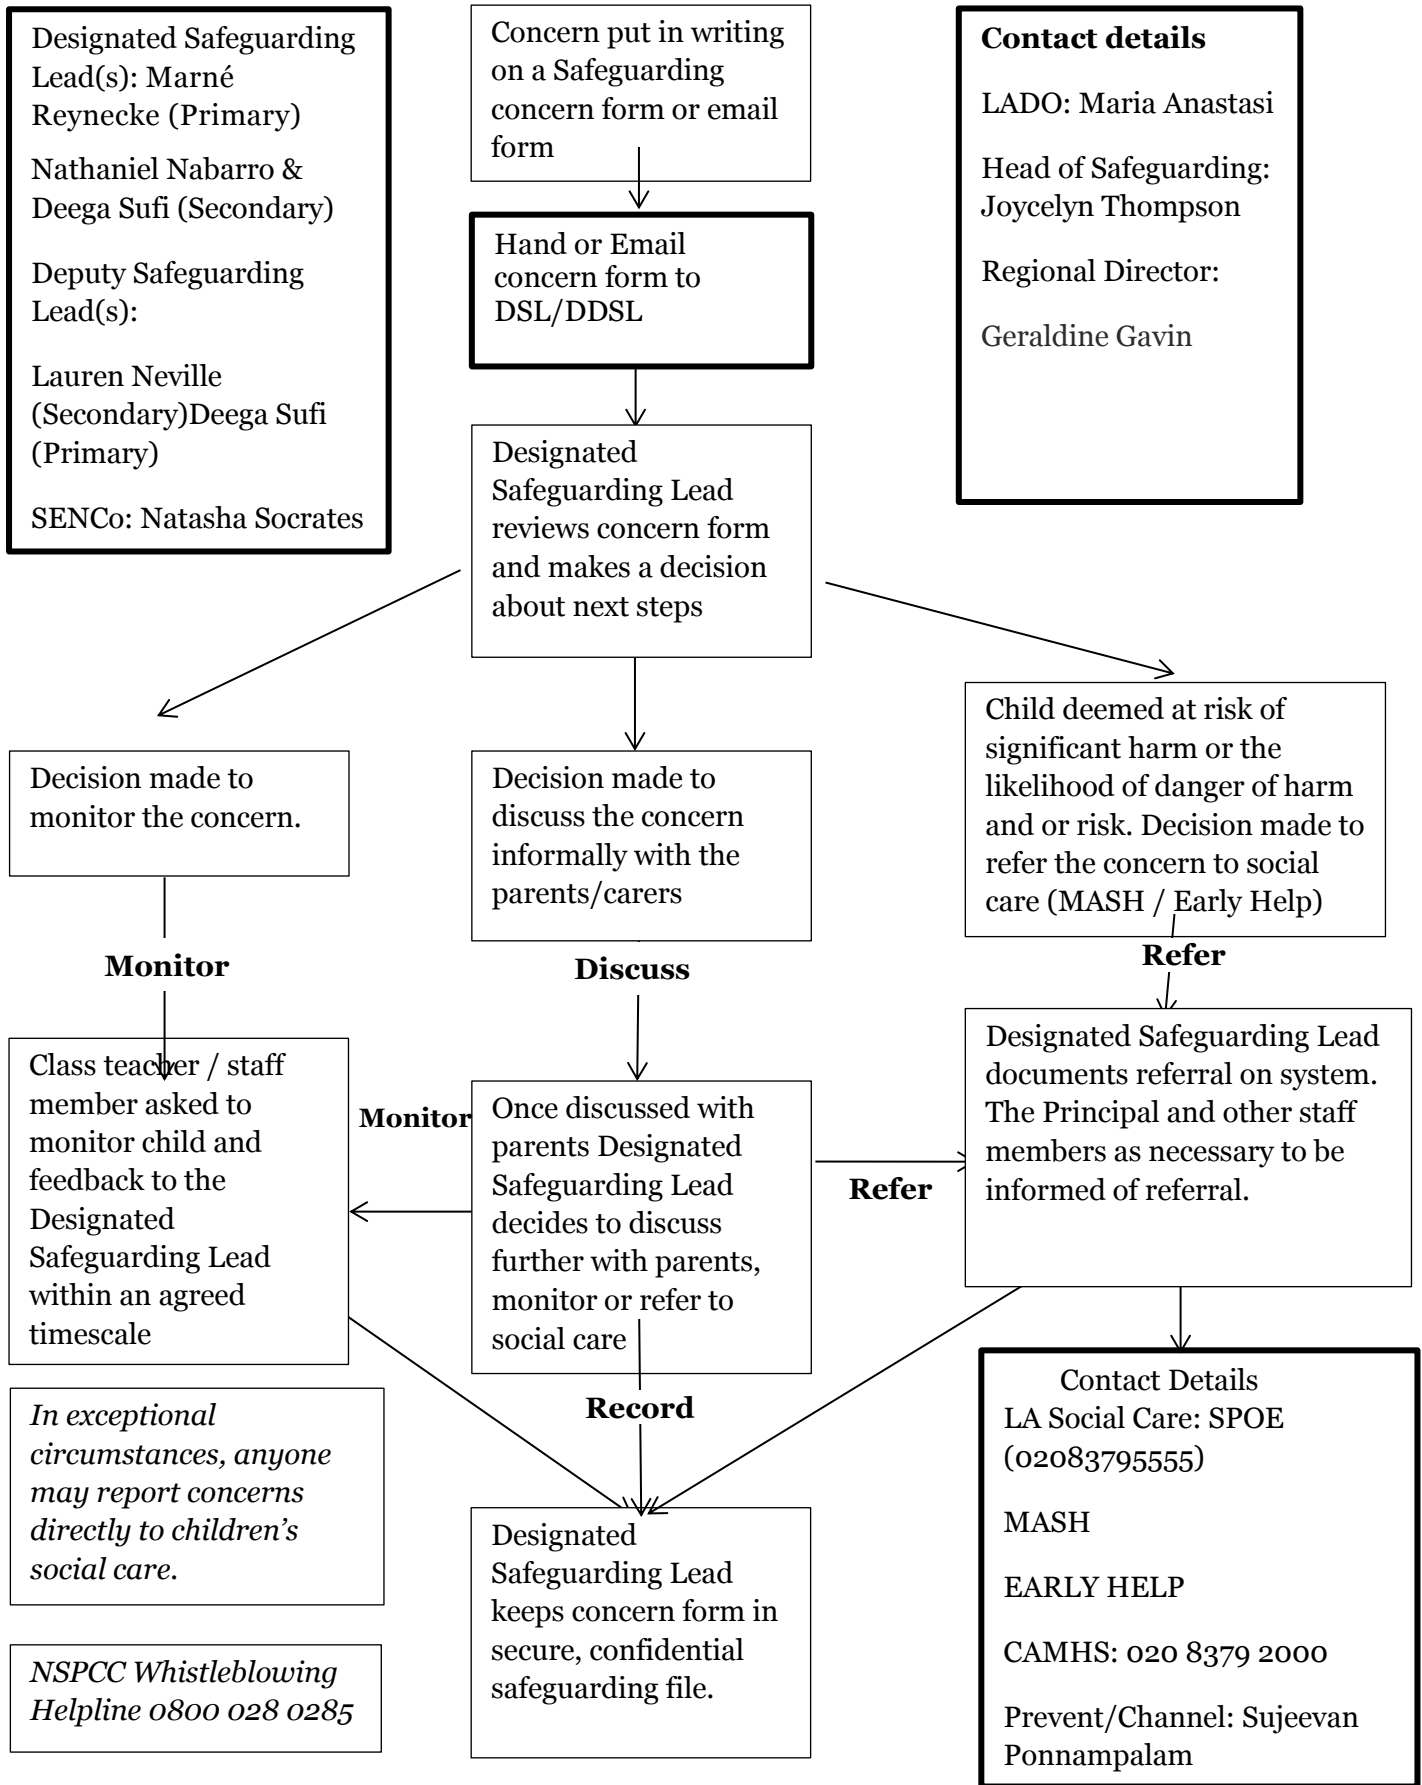 Designated Safeguarding
Lead(s): Marné
Reynecke (Primary)
Nathaniel Nabarro &
Deega Sufi (Secondary)
Deputy Safeguarding
Lead(s):
Lauren Neville
(Secondary)Deega Sufi
(Primary)
SENCo: Natasha Socrates
Concern put in writing
on a Safeguarding
concern form or email
form
Contact details
LADO: Maria Anastasi
Head of Safeguarding:
Joycelyn Thompson
Regional Director:
Geraldine Gavin
Hand or Email
concern form to
DSL/DDSL
Designated
Safeguarding Lead
reviews concern form
and makes a decision
about next steps
Decision made to
monitor the concern.
Decision made to
discuss the concern
informally with the
parents/carers
Child deemed at risk of
significant harm or the
likelihood of danger of harm
and or risk. Decision made to
refer the concern to social
care (MASH / Early Help)
Monitor
Discuss
Refer
Class teacher / staff
member asked to
monitor child and
feedback to the
Designated
Safeguarding Lead
within an agreed
timescale
Monitor
Once discussed with
parents Designated
Safeguarding Lead
decides to discuss
further with parents,
monitor or refer to
social care
Refer
Designated Safeguarding Lead
documents referral on system.
The Principal and other staff
members as necessary to be
informed of referral.
Record
In exceptional
circumstances, anyone
may report concerns
directly to children's
social care.
NSPCC Whistleblowing
Helpline 0800 028 0285
Designated
Safeguarding Lead
keeps concern form in
secure, confidential
safeguarding file.
Contact Details
LA Social Care: SPOE
(02083795555)
MASH
EARLY HELP
CAMHS: 020 8379 2000
Prevent/Channel: Sujeevan
Ponnampalam